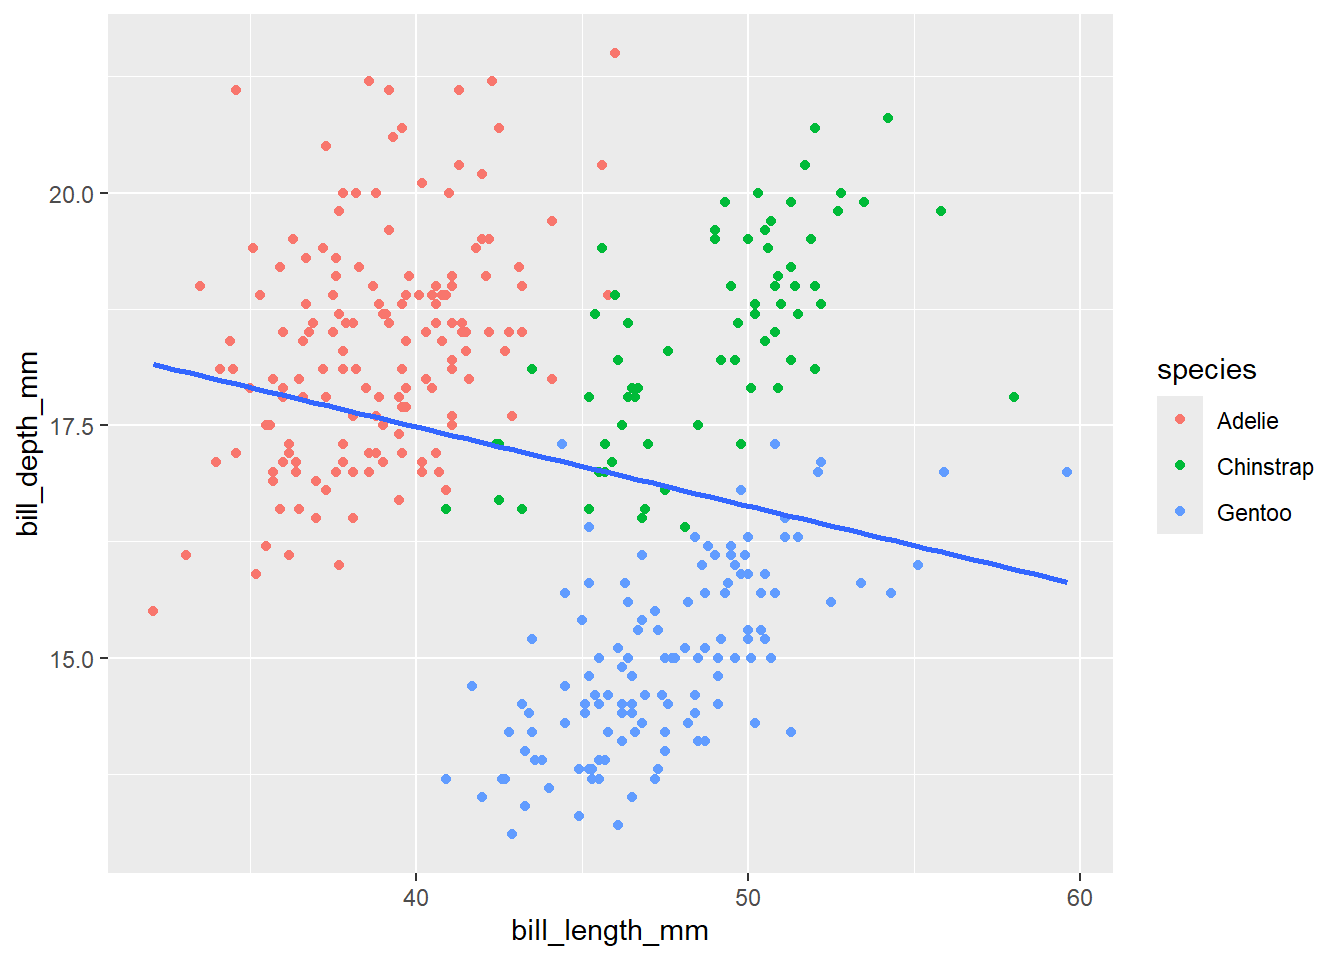 20.0
17.5
15.0
bill_depth_mm
40
50
60
bill_length_mm
species
Adelie
Chinstrap
Gentoo